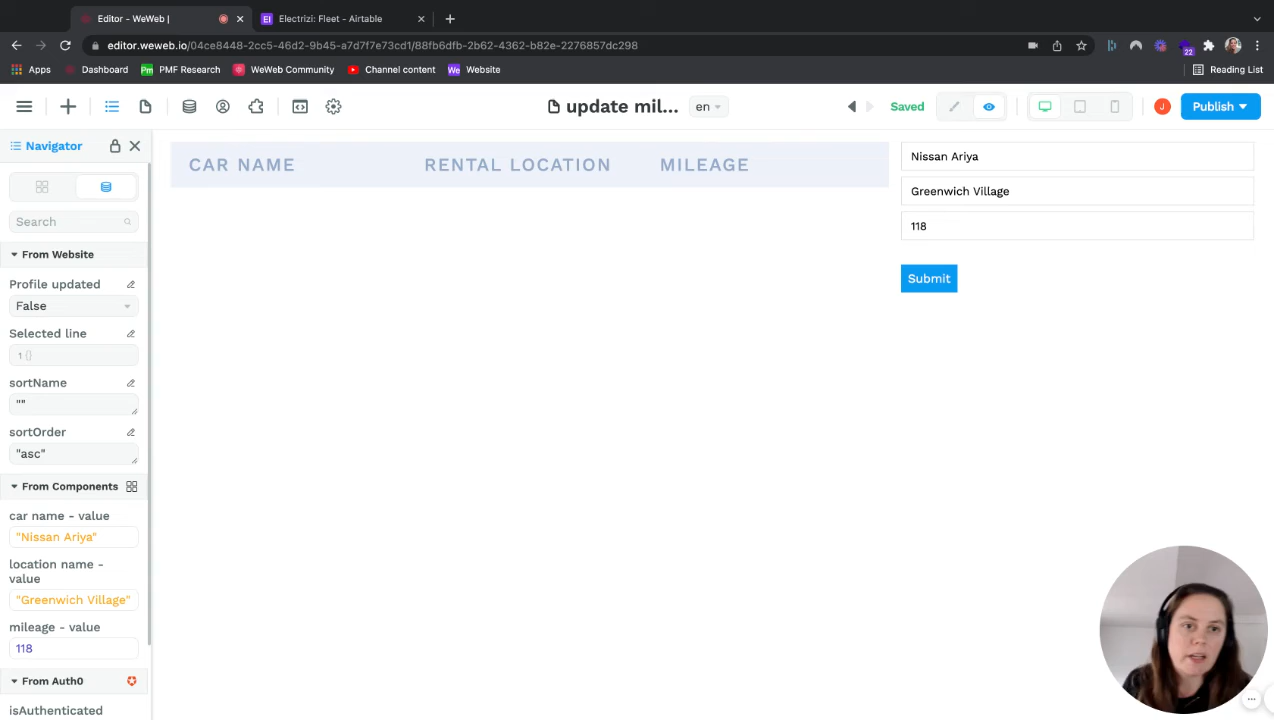 Editor - WeWeb |
EI Electrizi: Fleet - Airtable
editor.weweb.io/04ce8448-2cc5-46d2-9b45-a7d7f7e73cd1/88fb6dfb-2b62-4362-b82e-2276857dc298
22
Apps Dashboard Pm PMF Research WeWeb Community Channel content We Website Reading List
update mil... en Saved J Publish
Navigator
Search
From Website
Profile updated
False
Selected line
1 {}
sortName
""
sortOrder
"asc"
From Components
car name - value
"Nissan Ariya"
location name -
value
"Greenwich Village"
mileage - value
118
From Auth0
isAuthenticated
CAR NAME RENTAL LOCATION MILEAGE
Nissan Ariya
Greenwich Village
118
Submit